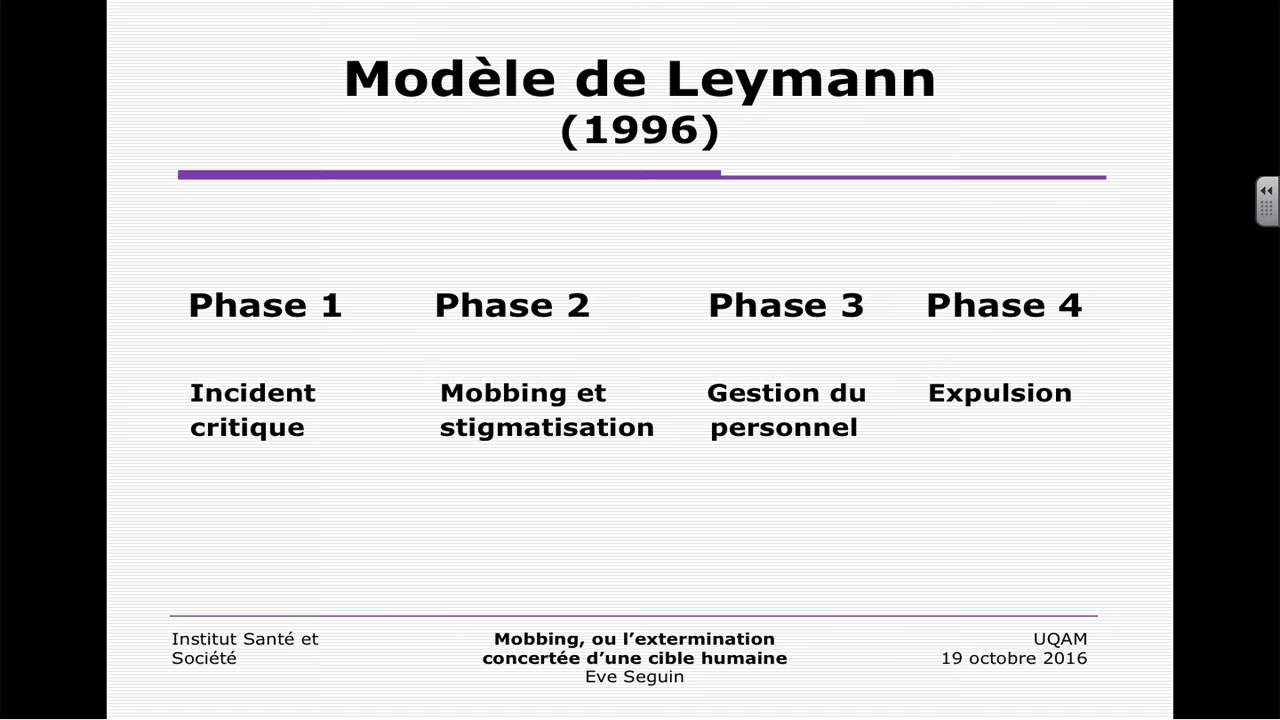 Modèle de Leymann
(1996)
Phase 1 Phase 2 Phase 3 Phase 4
Incident critique
Mobbing et stigmatisation
Gestion du personnel
Expulsion
Institut Santé et
Société
Mobbing, ou l’extermination
concertée d’une cible humaine
Eve Seguin
UQAM
19 octobre 2016